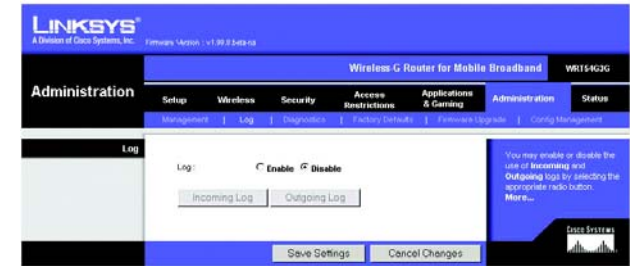 LINKSYS®
A Division of Cisco Systems, Inc.
Firmware Version : v1.99.8.beta-na
Wireless-G Router for Mobile Broadband WRT54G3G
Administration
Setup Wireless Security Access Restrictions Applications & Gaming Administration Status
Management | Log | Diagnostics | Factory Defaults | Firmware Upgrade | Config Management
Log
Log : Enable Disable
Incoming Log Outgoing Log
You may enable or disable the
use of Incoming and
Outgoing logs by selecting the
appropriate radio button.
More...
CISCO SYSTEMS
Save Settings Cancel Changes